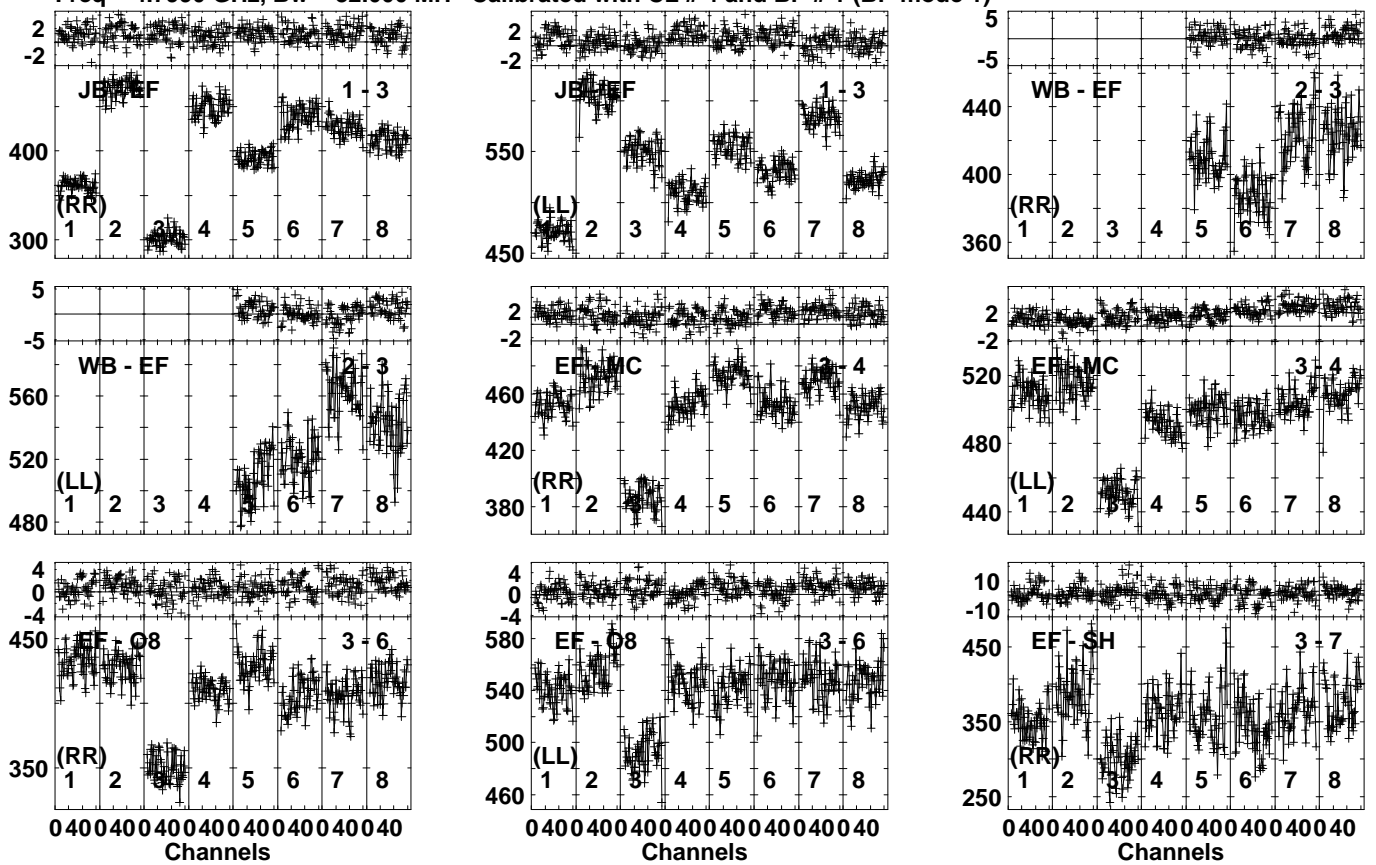 2 -2 JB - EF 1 - 3 400 300 (RR) 1 2 3 4 5 6 7 8
2 -2 JB - EF 1 - 3 550 450 (LL) 2 3 4 5 6 7 8
5 -5 WB - EF 2 - 3 440 400 360 (RR) 1 2 3 4 5 6 7 8
5 -5 WB - EF 2 - 3 560 520 480 (LL) 1 2 3 4 5 6 7 8
2 -2 EF - MC 3 - 4 460 420 380 (RR) 1 2 3 4 5 6 7 8
2 -2 EF - MC 3 - 4 520 480 440 (LL) 1 2 3 4 5 6 7 8
4 0 -4 EF - O8 3 - 6 450 350 (RR) 1 2 3 4 5 6 7 8
4 0 -4 EF - O8 3 - 6 580 540 500 460 (LL) 1 2 3 4 5 6 7 8
10 -10 EF - SH 3 - 7 450 350 250 (RR) 1 2 3 4 5 6 7 8
0 40 0 40 0 40 0 40 0 40 0 40 0 40 0 40
0 40 0 40 0 40 0 40 0 40 0 40 0 40 0 40
0 40 0 40 0 40 0 40 0 40 0 40 0 40 0 40
Channels
Channels
Channels